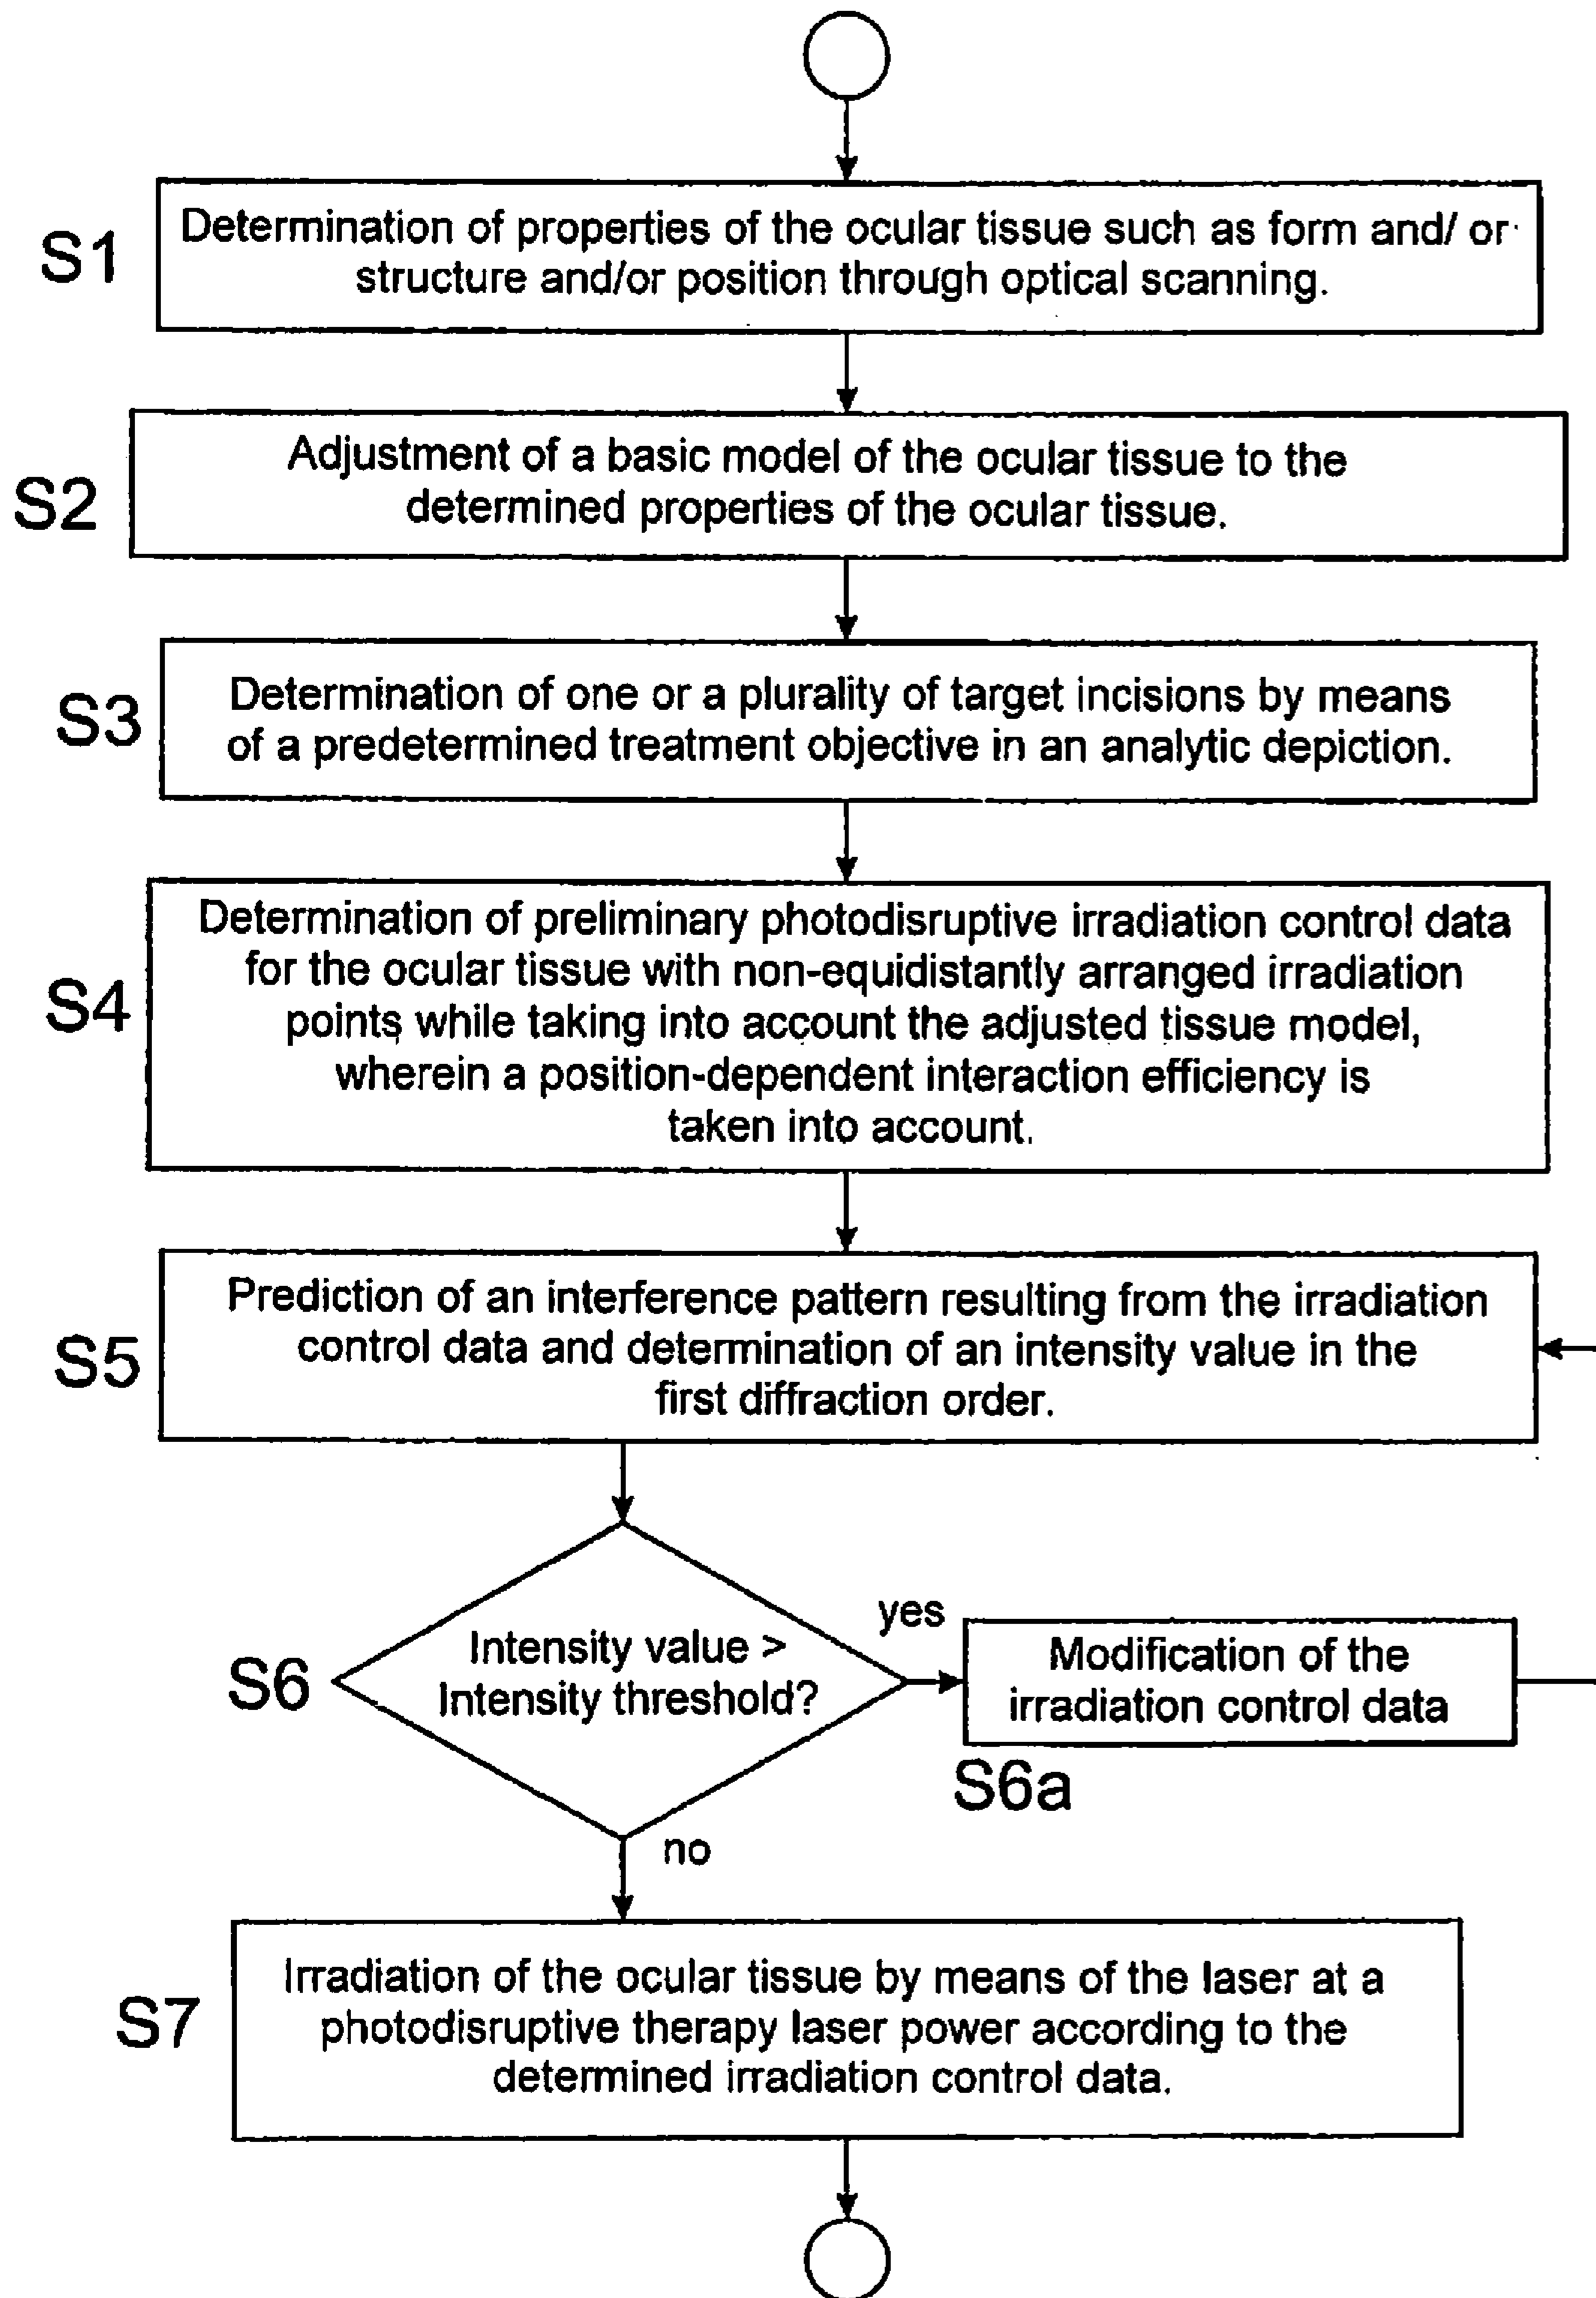 S1
Determination of properties of the ocular tissue such as form and/ or
structure and/or position through optical scanning.
S2
Adjustment of a basic model of the ocular tissue to the
determined properties of the ocular tissue.
S3
Determination of one or a plurality of target incisions by means
of a predetermined treatment objective in an analytic depiction.
S4
Determination of preliminary photodisruptive irradiation control data
for the ocular tissue with non-equidistantly arranged irradiation
points while taking into account the adjusted tissue model,
wherein a position-dependent interaction efficiency is
taken into account.
S5
Prediction of an interference pattern resulting from the irradiation
control data and determination of an intensity value in the
first diffraction order.
S6
Intensity value >
Intensity threshold?
yes
Modification of the
irradiation control data
S6a
no
S7
Irradiation of the ocular tissue by means of the laser at a
photodisruptive therapy laser power according to the
determined irradiation control data.